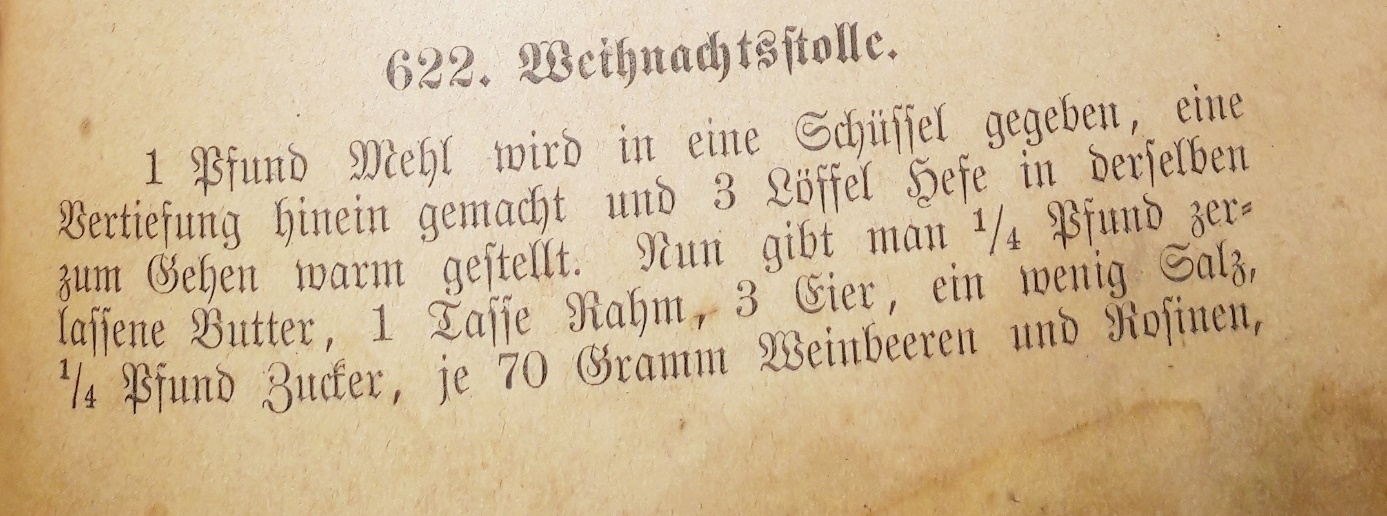 622. Weihnachtsstolle.
1 Pfund Mehl wird in eine Schüssel gegeben, eine
Vertiefung hinein gemacht und 3 Löffel Hefe in derselben
zum Gehen warm gestellt. Nun gibt man 1/4 Pfund zer-
lassene Butter, 1 Tasse Rahm, 3 Eier, ein wenig Salz,
1/4 Pfund Zucker, je 70 Gramm Weinbeeren und Rosinen,